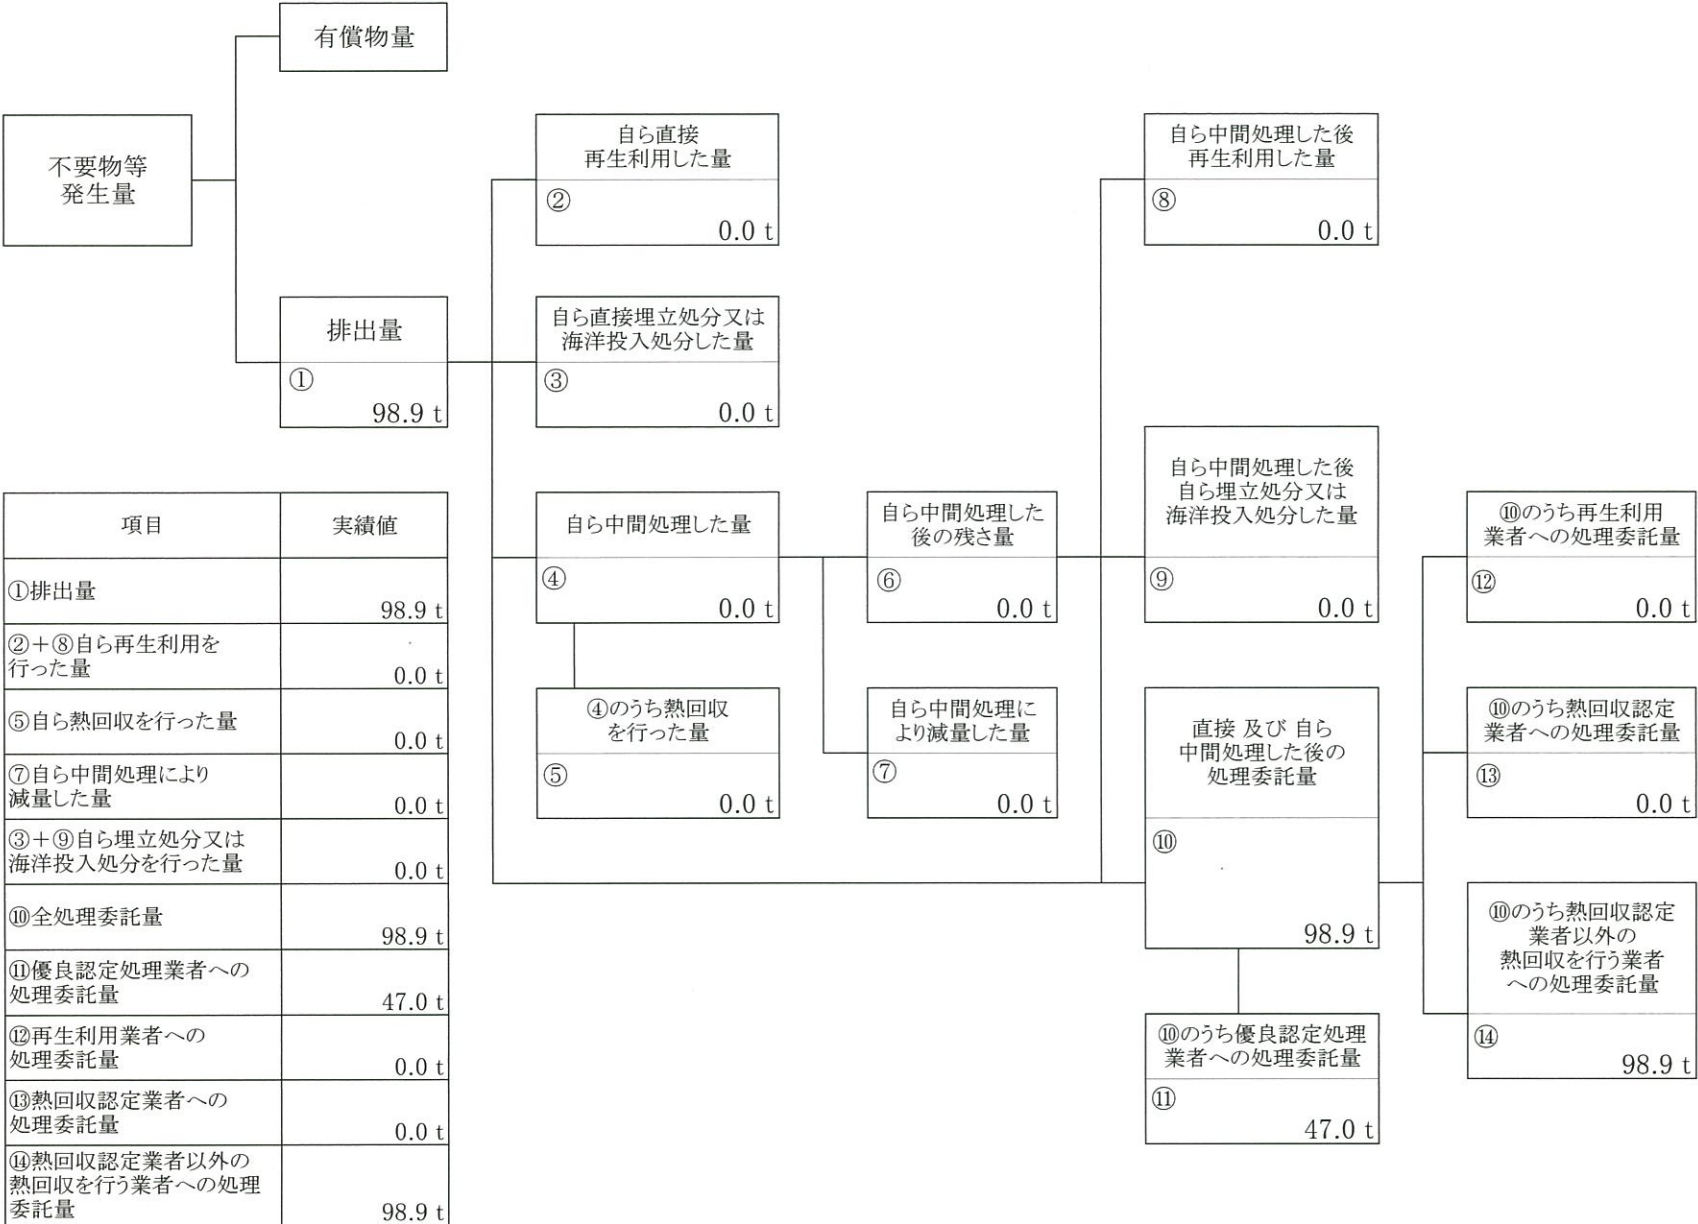 有償物量
不要物等
発生量
排出量
①
98.9 t
自ら直接
再生利用した量
②
0.0 t
自ら直接埋立処分又は
海洋投入処分した量
③
0.0 t
自ら中間処理した量
④
0.0 t
④のうち熱回収
を行った量
⑤
0.0 t
自ら中間処理した
後の残さ量
⑥
0.0 t
自ら中間処理に
より減量した量
⑦
0.0 t
自ら中間処理した後
再生利用した量
⑧
0.0 t
自ら中間処理した後
自ら埋立処分又は
海洋投入処分した量
⑨
0.0 t
直接 及び 自ら
中間処理した後の
処理委託量
⑩
98.9 t
⑩のうち優良認定処理
業者への処理委託量
⑪
47.0 t
⑩のうち再生利用
業者への処理委託量
⑫
0.0 t
⑩のうち熱回収認定
業者への処理委託量
⑬
0.0 t
⑩のうち熱回収認定
業者以外の
熱回収を行う業者
への処理委託量
⑭
98.9 t
項目 実績値
①排出量
98.9 t
②＋⑧自ら再生利用を
行った量
0.0 t
⑤自ら熱回収を行った量
0.0 t
⑦自ら中間処理により
減量した量
0.0 t
③＋⑨自ら埋立処分又は
海洋投入処分を行った量
0.0 t
⑩全処理委託量
98.9 t
⑪優良認定処理業者への
処理委託量
47.0 t
⑫再生利用業者への
処理委託量
0.0 t
⑬熱回収認定業者への
処理委託量
0.0 t
⑭熱回収認定業者以外の
熱回収を行う業者への処理
委託量
98.9 t